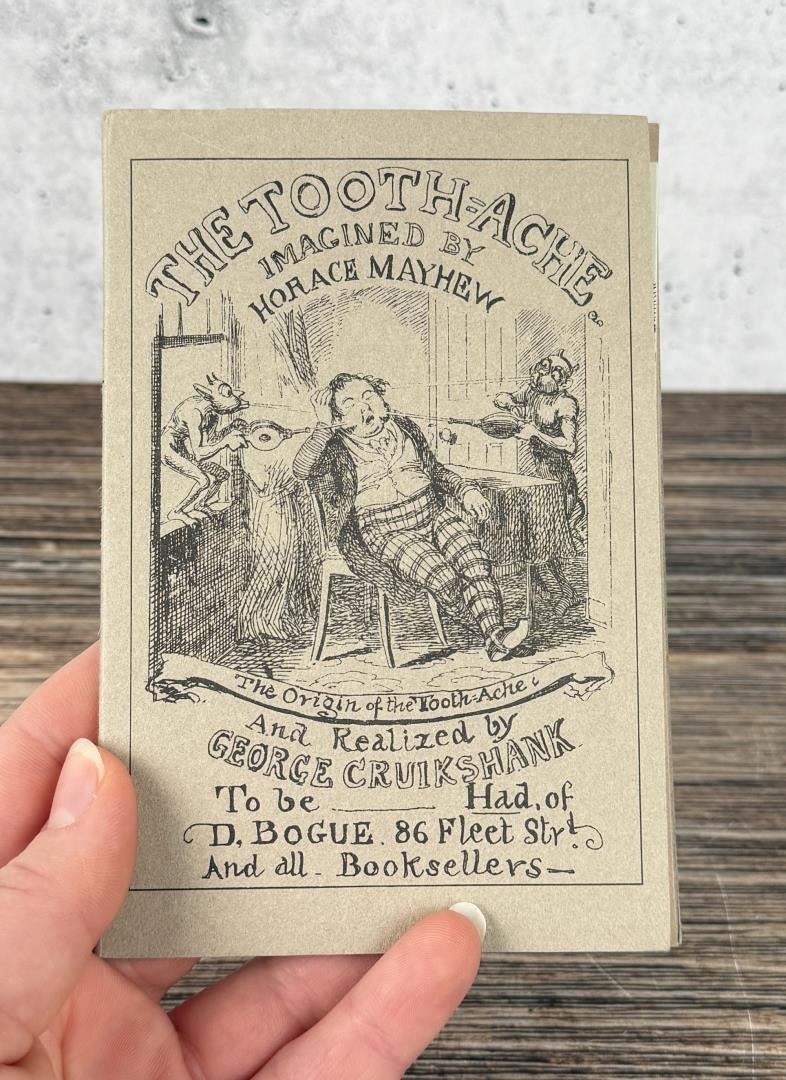 THE TOOTH=ACHE.
IMAGINED BY
HORACE MAYHEW
The Origin of the Tooth=Ache.
And Realized by
GEORGE CRUIKSHANK.
To be ——— Had, of
D. BOGUE. 86 Fleet Strt.
And all - Booksellers—